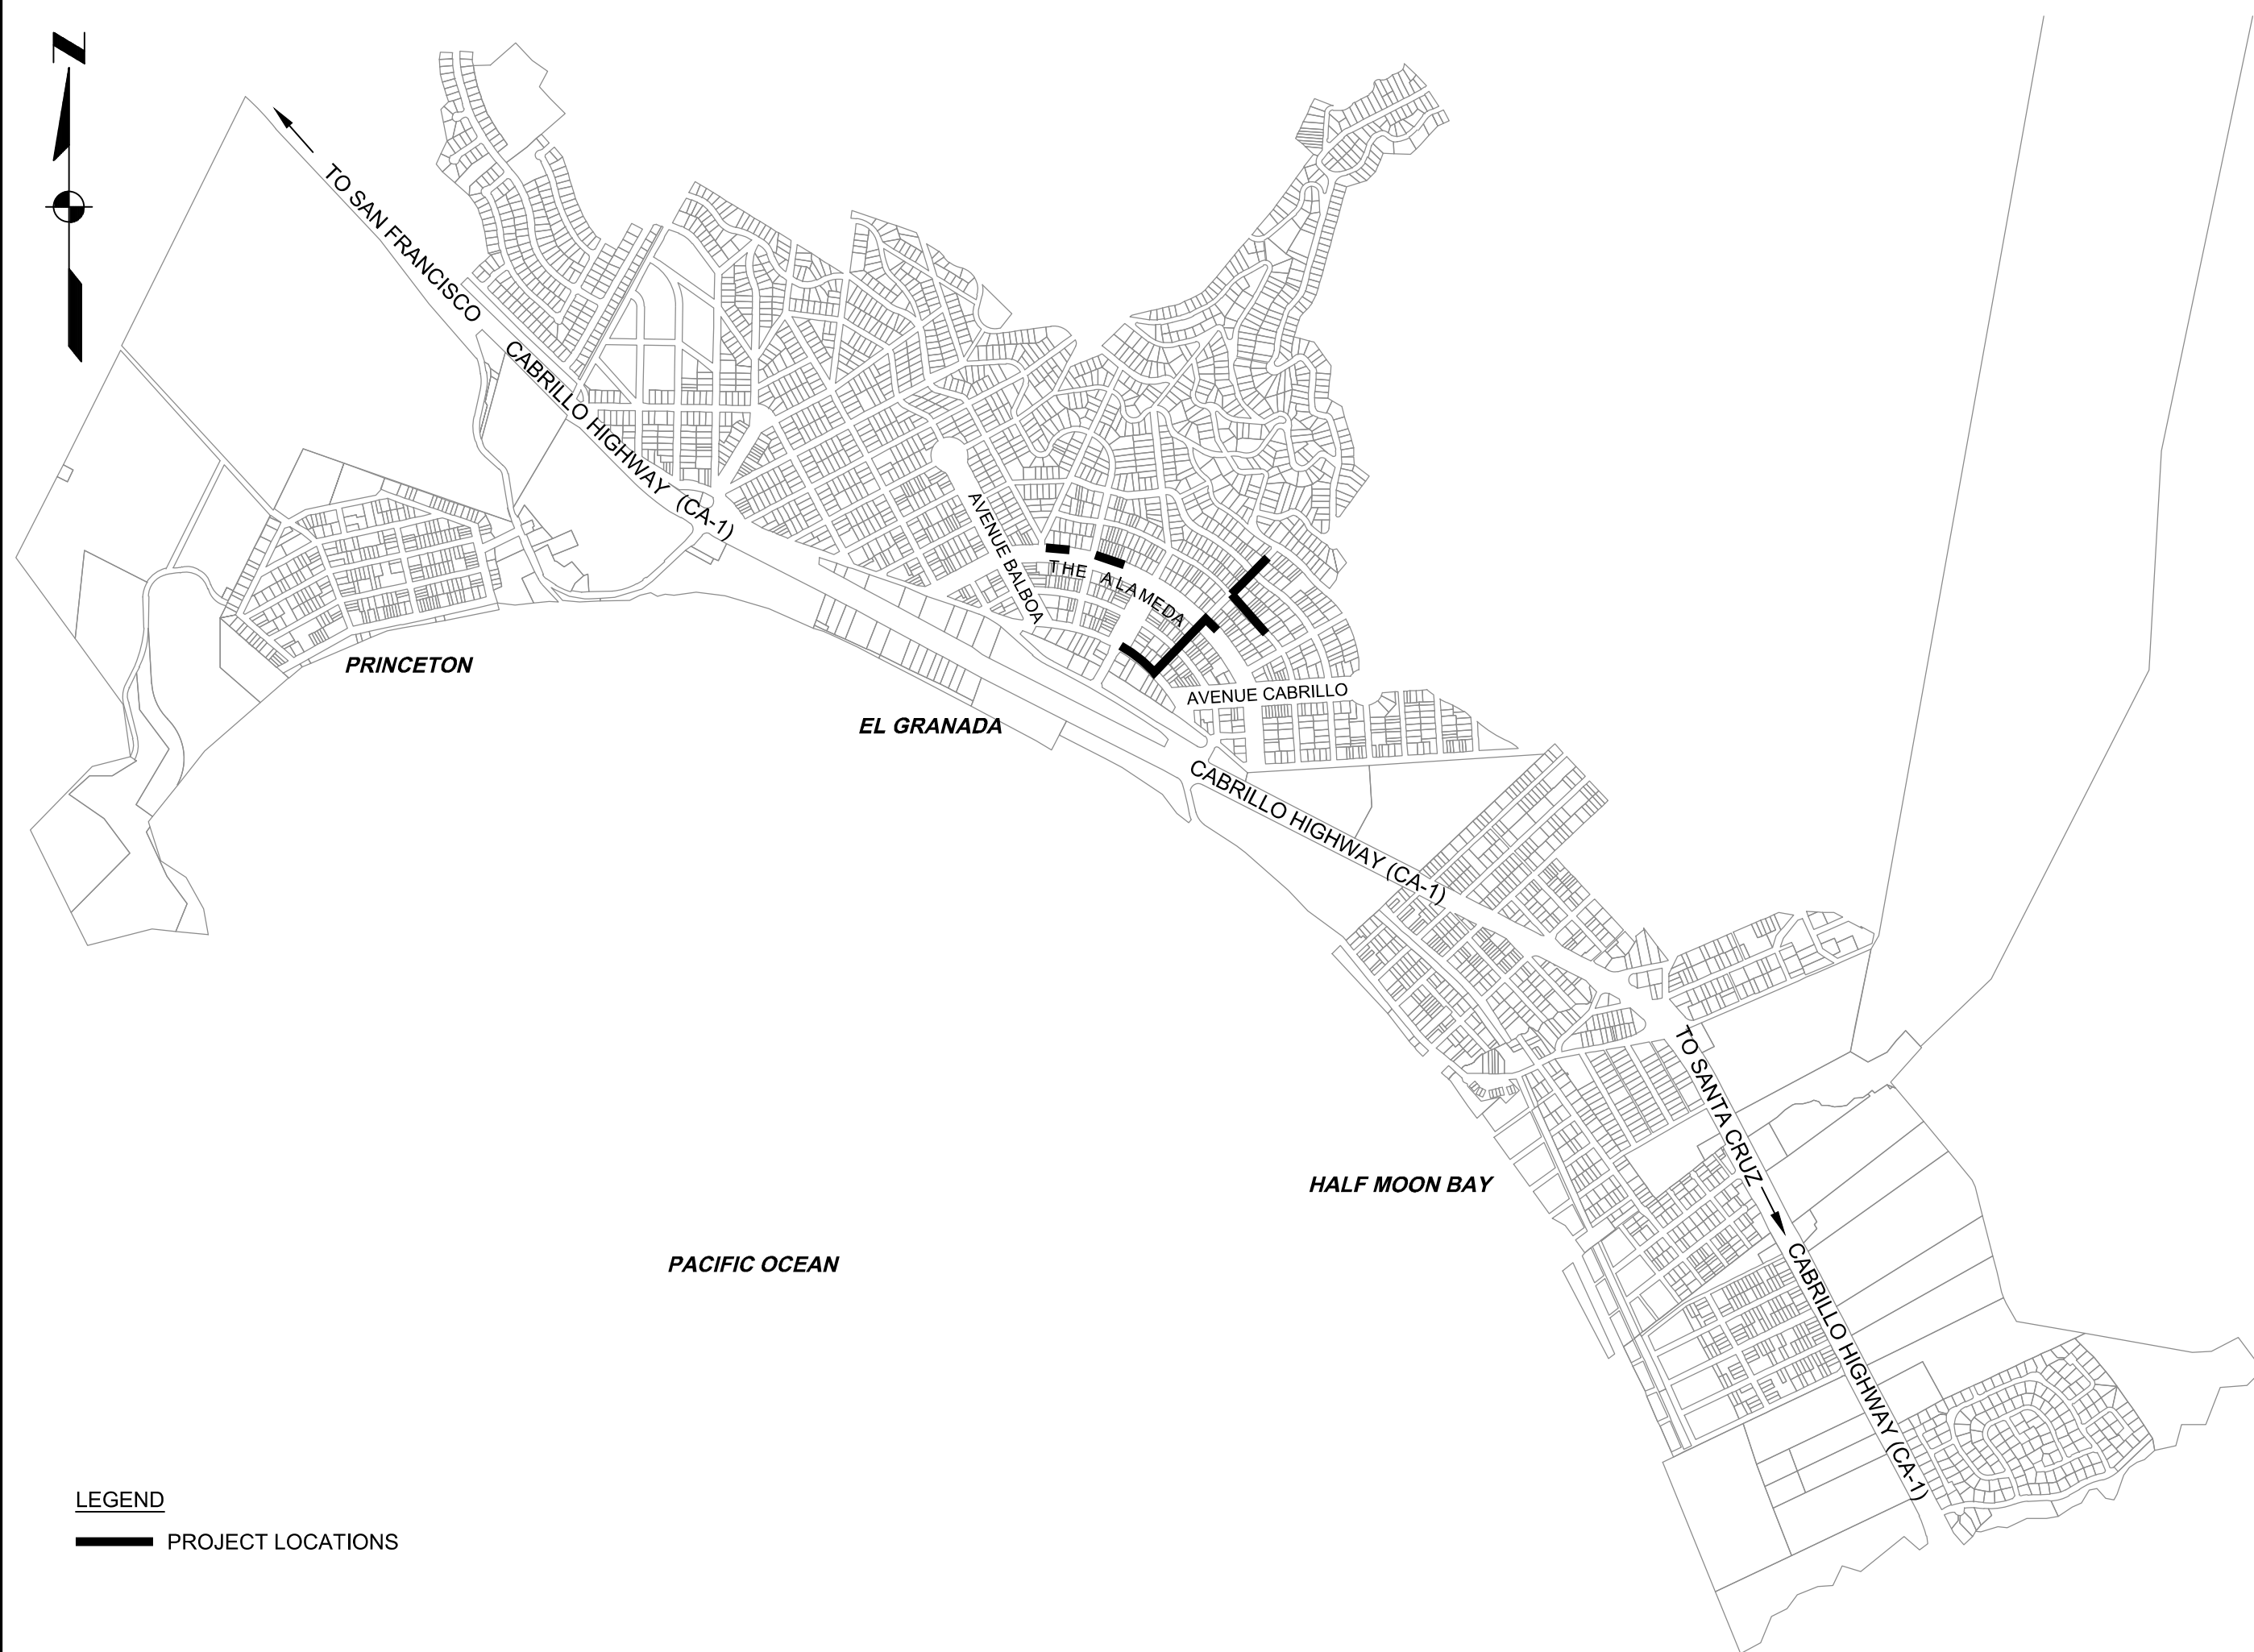 N
TO SAN FRANCISCO
CABRILLO HIGHWAY (CA-1)
AVENUE BALBOA
THE ALAMEDA
PRINCETON
AVENUE CABRILLO
EL GRANADA
CABRILLO HIGHWAY (CA-1)
TO SANTA CRUZ
HALF MOON BAY
PACIFIC OCEAN
CABRILLO HIGHWAY (CA-1)
LEGEND
PROJECT LOCATIONS